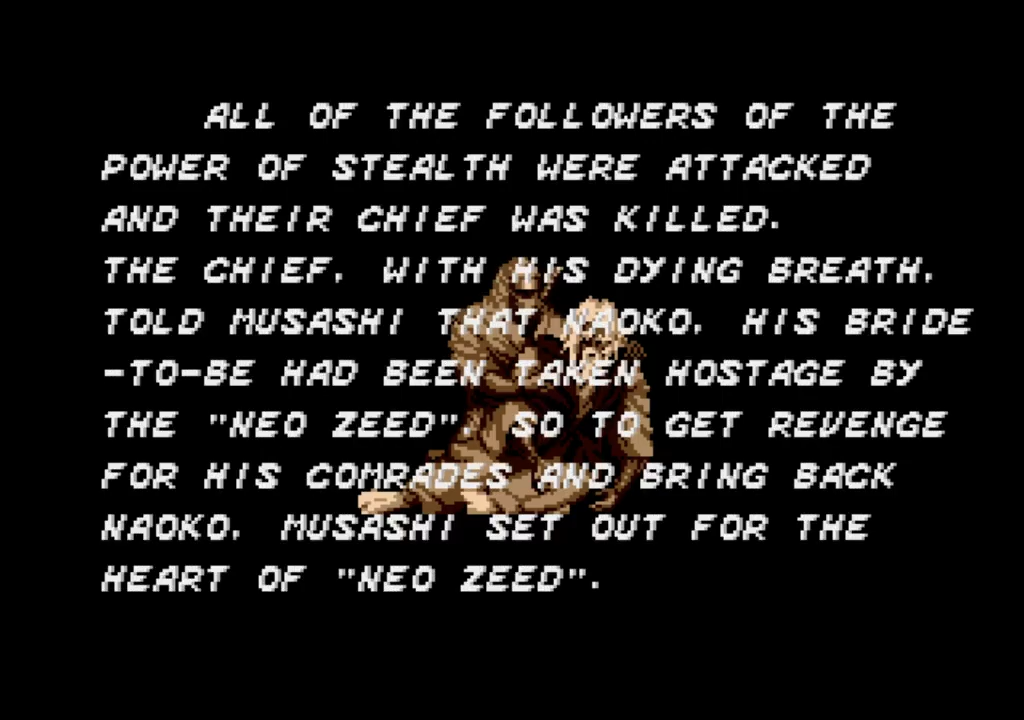 ALL OF THE FOLLOWERS OF THE
POWER OF STEALTH WERE ATTACKED
AND THEIR CHIEF WAS KILLED.
THE CHIEF, WITH HIS DYING BREATH,
TOLD MUSASHI THAT NAOKO, HIS BRIDE
-TO-BE HAD BEEN TAKEN HOSTAGE BY
THE "NEO ZEED". SO TO GET REVENGE
FOR HIS COMRADES AND BRING BACK
NAOKO, MUSASHI SET OUT FOR THE
HEART OF "NEO ZEED".